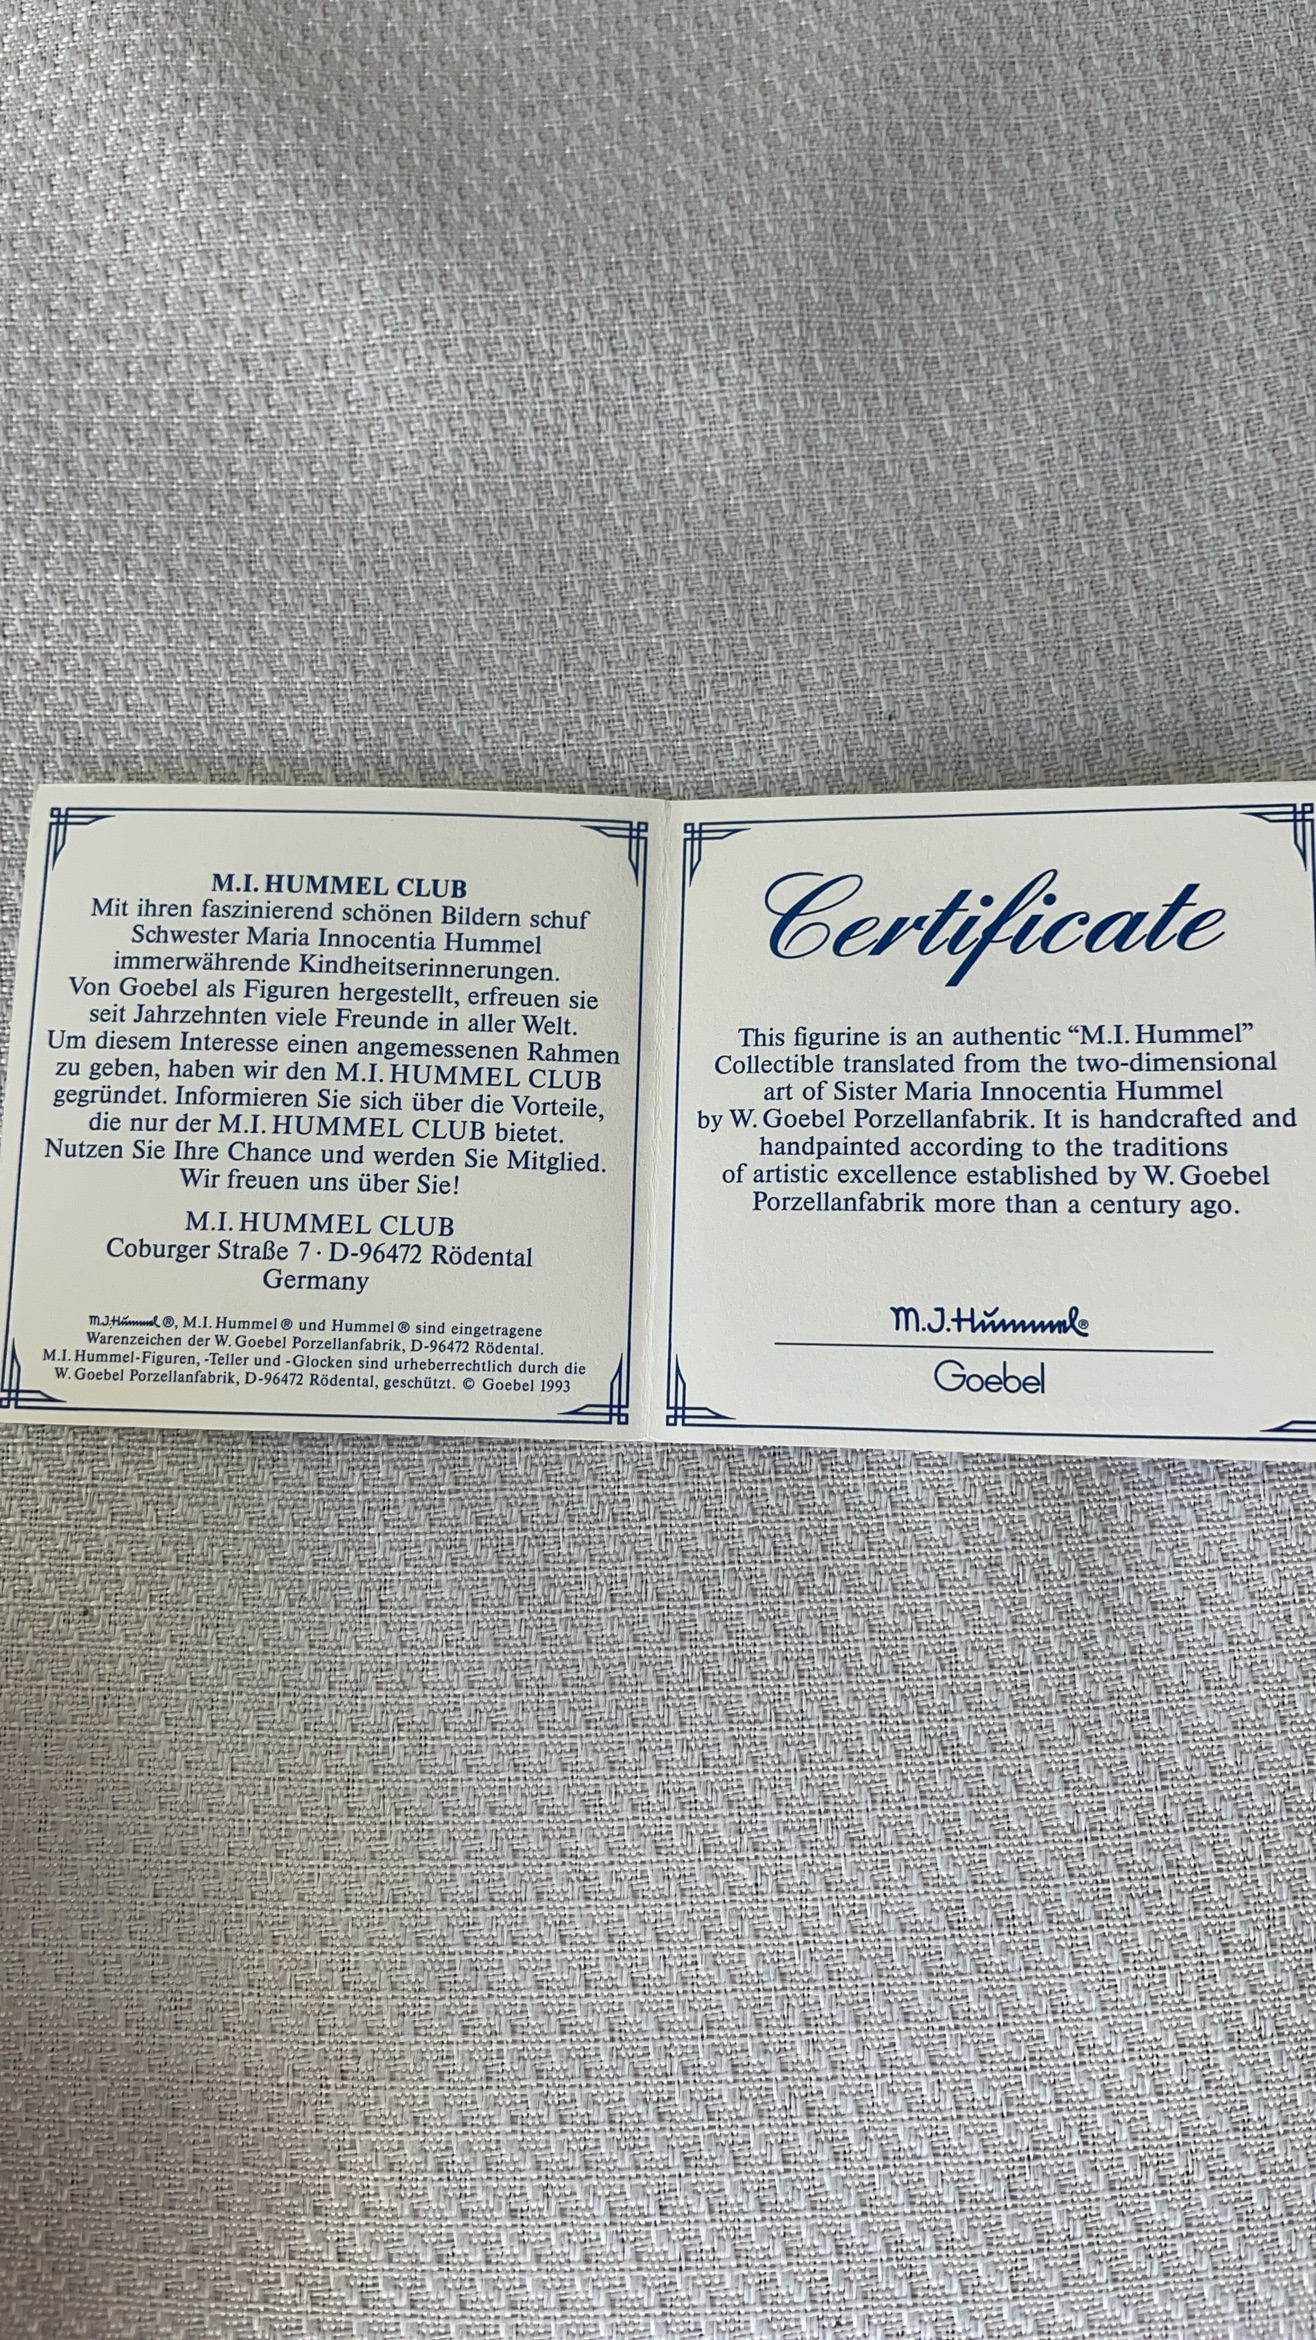 M.I. HUMMEL CLUB
Mit ihren faszinierend schönen Bildern schuf
Schwester Maria Innocentia Hummel
immerwährende Kindheitserinnerungen.
Von Goebel als Figuren hergestellt, erfreuen sie
seit Jahrzehnten viele Freunde in aller Welt.
Um diesem Interesse einen angemessenen Rahmen
zu geben, haben wir den M.I. HUMMEL CLUB
gegründet. Informieren Sie sich über die Vorteile,
die nur der M.I. HUMMEL CLUB bietet.
Nutzen Sie Ihre Chance und werden Sie Mitglied.
Wir freuen uns über Sie!
M.I. HUMMEL CLUB
Coburger Straße 7 · D-96472 Rödental
Germany
M.J.Hummel®, M.I. Hummel® und Hummel® sind eingetragene
Warenzeichen der W. Goebel Porzellanfabrik, D-96472 Rödental.
M.I. Hummel-Figuren, -Teller und -Glocken sind urheberrechtlich durch die
W. Goebel Porzellanfabrik, D-96472 Rödental, geschützt. © Goebel 1993
Certificate
This figurine is an authentic “M.I. Hummel”
Collectible translated from the two-dimensional
art of Sister Maria Innocentia Hummel
by W. Goebel Porzellanfabrik. It is handcrafted and
handpainted according to the traditions
of artistic excellence established by W. Goebel
Porzellanfabrik more than a century ago.
M.J.Hummel®
Goebel